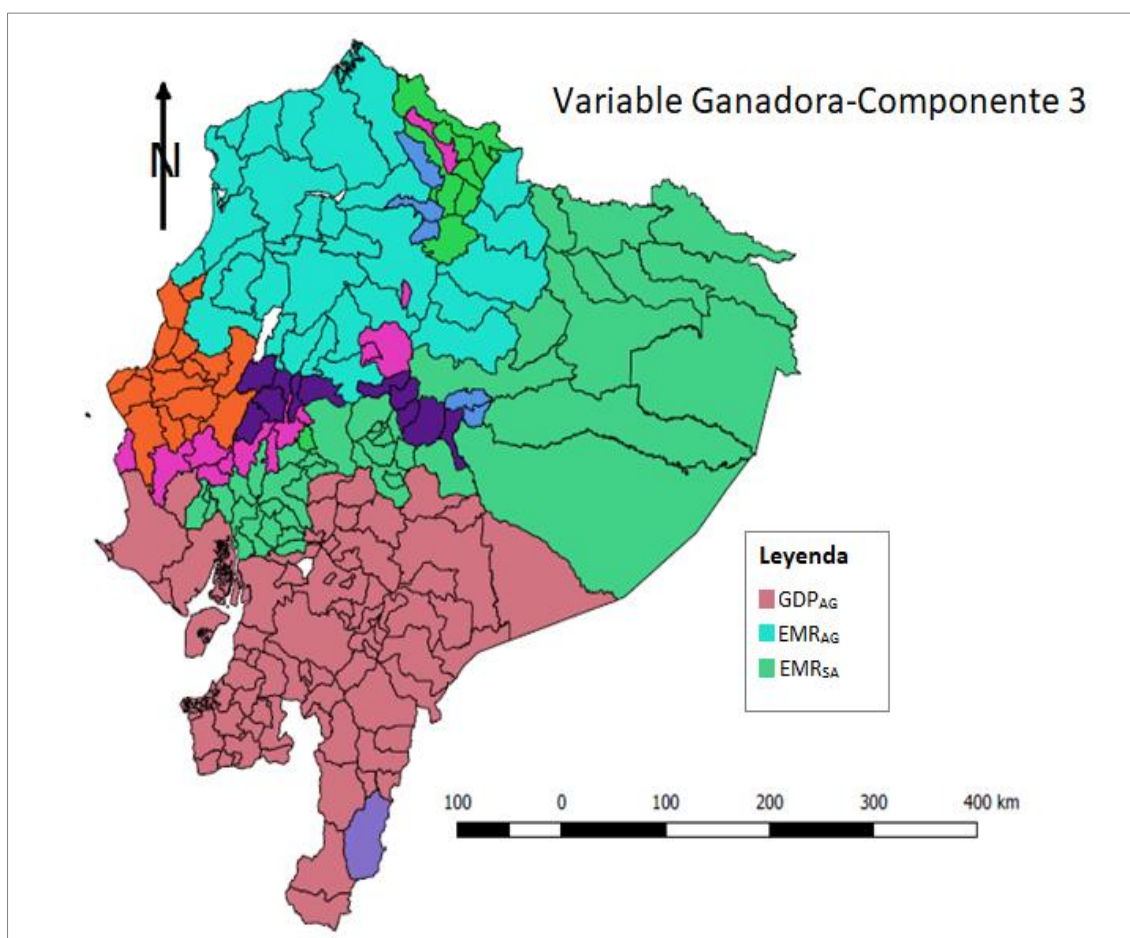 Variable Ganadora-Componente 3
N
Leyenda
GDPAG
EMRAG
EMRSA
100 0 100 200 300 400 km